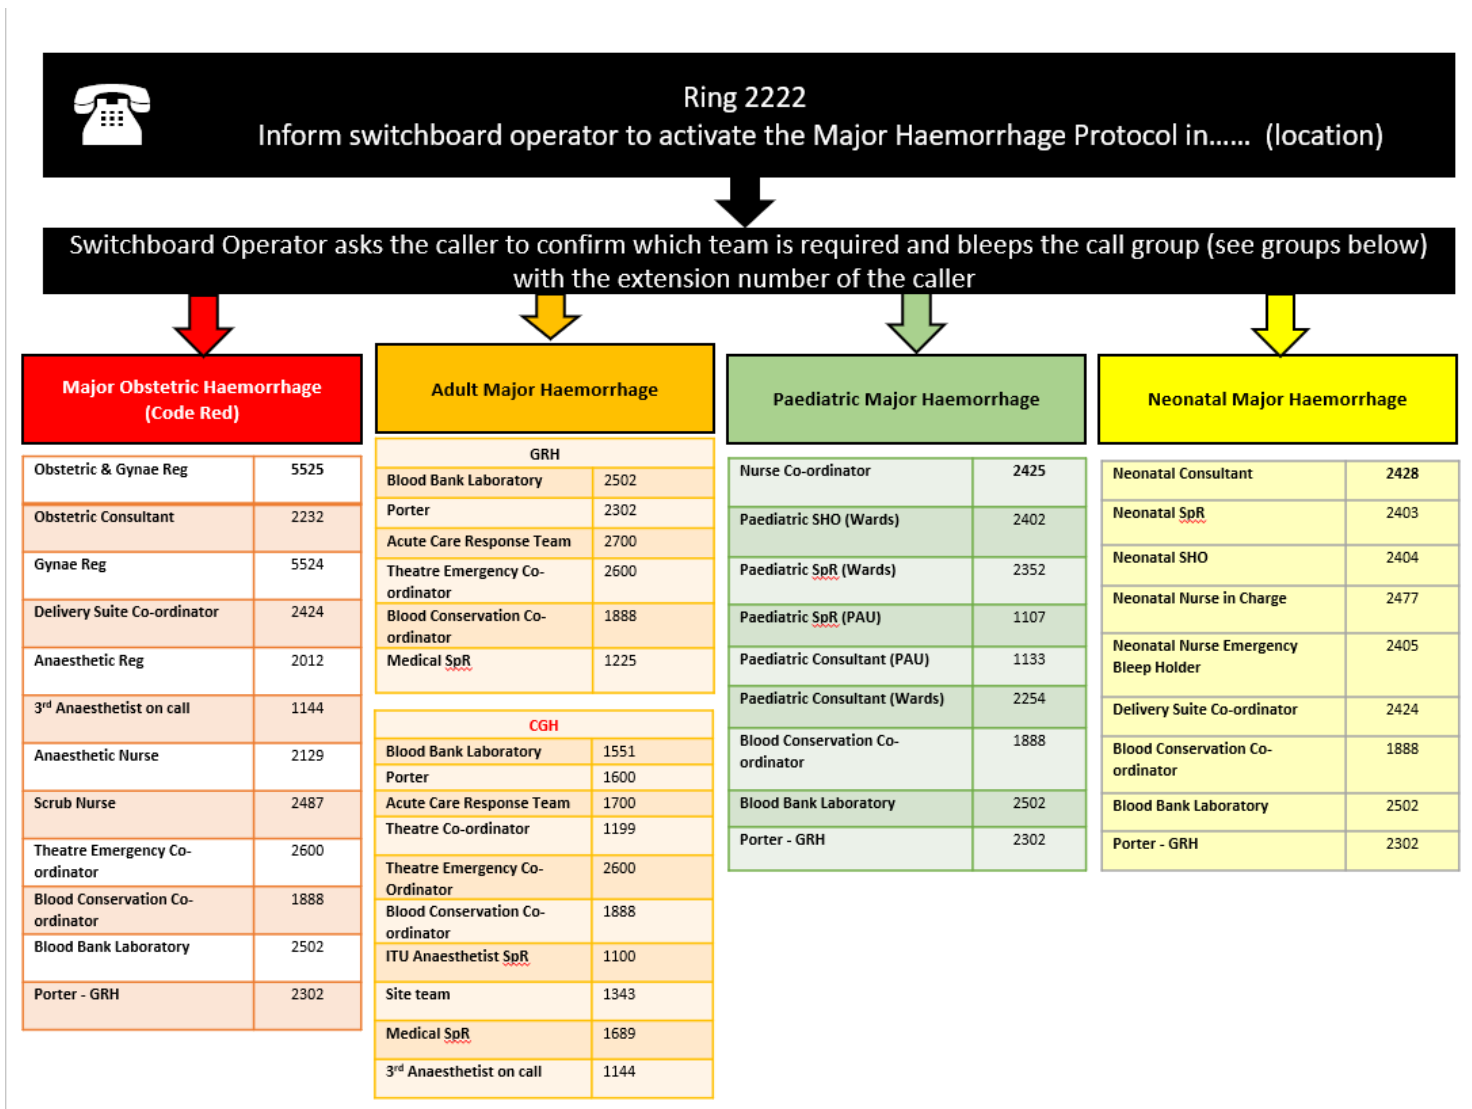 Ring 2222
Inform switchboard operator to activate the Major Haemorrhage Protocol in...... (location)
Switchboard Operator asks the caller to confirm which team is required and bleeps the call group (see groups below)
with the extension number of the caller
Major Obstetric Haemorrhage
(Code Red)
Obstetric & Gynae Reg 5525
Obstetric Consultant 2232
Gynae Reg 5524
Delivery Suite Co-ordinator 2424
Anaesthetic Reg 2012
3rd Anaesthetist on call 1144
Anaesthetic Nurse 2129
Scrub Nurse 2487
Theatre Emergency Co- 2600
ordinator
Blood Conservation Co- 1888
ordinator
Blood Bank Laboratory 2502
Porter - GRH 2302
Adult Major Haemorrhage
GRH
Blood Bank Laboratory 2502
Porter 2302
Acute Care Response Team 2700
Theatre Emergency Co- 2600
ordinator
Blood Conservation Co- 1888
ordinator
Medical SpR 1225
CGH
Blood Bank Laboratory 1551
Porter 1600
Acute Care Response Team 1700
Theatre Co-ordinator 1199
Theatre Emergency Co- 2600
Ordinator
Blood Conservation Co- 1888
ordinator
ITU Anaesthetist SpR 1100
Site team 1343
Medical SpR 1689
3rd Anaesthetist on call 1144
Paediatric Major Haemorrhage
Nurse Co-ordinator 2425
Paediatric SHO (Wards) 2402
Paediatric SpR (Wards) 2352
Paediatric SpR (PAU) 1107
Paediatric Consultant (PAU) 1133
Paediatric Consultant (Wards) 2254
Blood Conservation Co- 1888
ordinator
Blood Bank Laboratory 2502
Porter - GRH 2302
Neonatal Major Haemorrhage
Neonatal Consultant 2428
Neonatal SpR 2403
Neonatal SHO 2404
Neonatal Nurse in Charge 2477
Neonatal Nurse Emergency 2405
Bleep Holder
Delivery Suite Co-ordinator 2424
Blood Conservation Co- 1888
ordinator
Blood Bank Laboratory 2502
Porter - GRH 2302